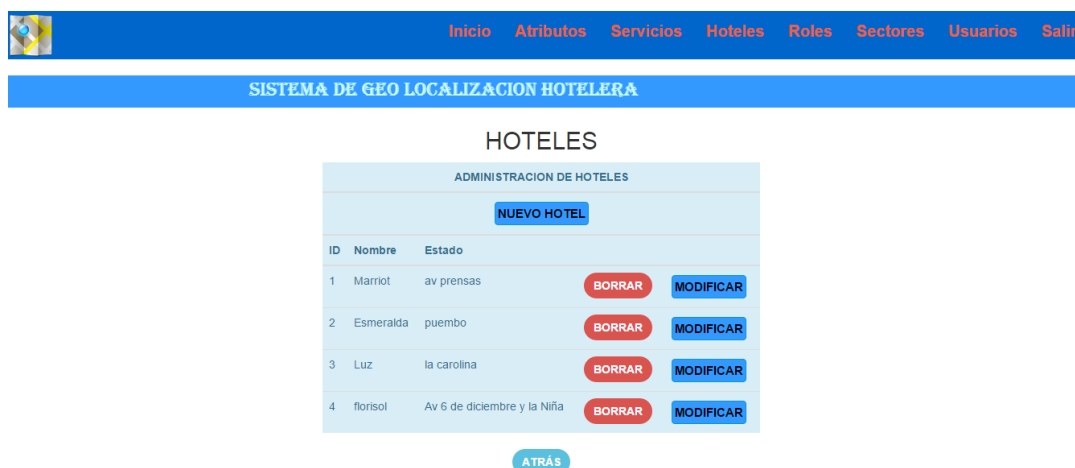 Inicio Atributos Servicios Hoteles Roles Sectores Usuarios Salir
SISTEMA DE GEO LOCALIZACION HOTELERA
HOTELES
ADMINISTRACION DE HOTELES
NUEVO HOTEL
ID Nombre Estado
1 Marriot av prensas BORRAR MODIFICAR
2 Esmeralda puembo BORRAR MODIFICAR
3 Luz la carolina BORRAR MODIFICAR
4 florisol Av 6 de diciembre y la Niña BORRAR MODIFICAR
ATRÁS